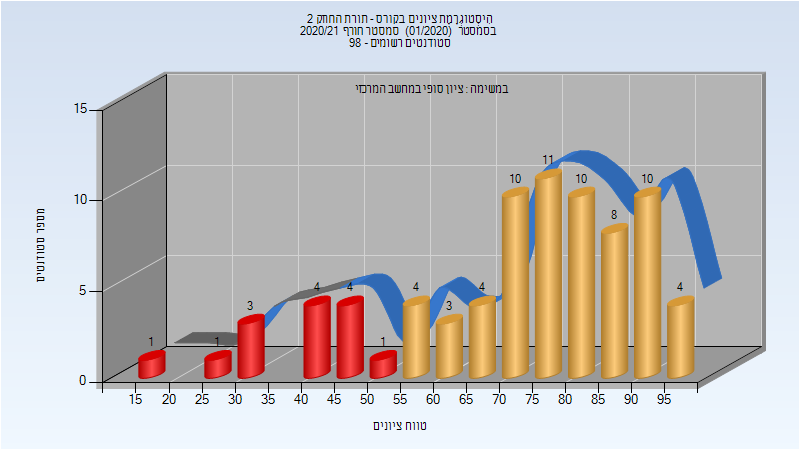 היסטוגרמת ציונים בקורס - תורת החוזק 2
בסמסטר (01/2020) סמסטר חורף 2020/21
סטודנטים רשומים - 98
במשימה : ציון סופי במחשב המרכזי
מספר סטודנטים
15
10
5
0
1
1
3
4
4
1
4
3
4
10
11
10
8
10
4
15 20 25 30 35 40 45 50 55 60 65 70 75 80 85 90 95
טווח ציונים